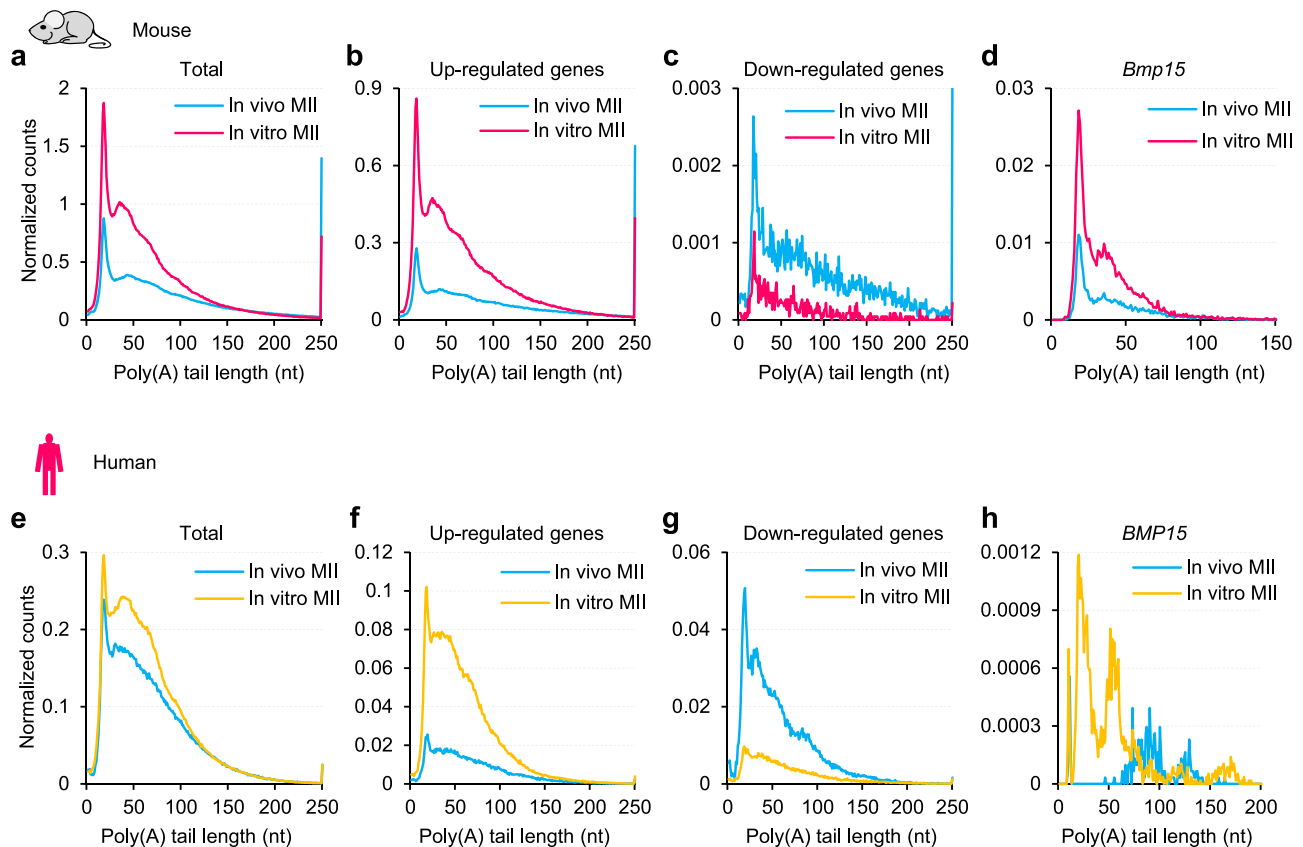 Mouse
a b c d
Total Up-regulated genes Down-regulated genes Bmp15
2 0.9 0.003 0.04
In vivo MII In vivo MII In vivo MII In vivo MII
In vitro MII In vitro MII In vitro MII In vitro MII
1.5 0.6 0.002 0.03
1 0.3 0.001 0.02
0.5 0.01
0 0 0 0
Normalized counts
0 50 100 150 200 250 0 50 100 150 200 250 0 50 100 150 200 250 0 50 100 150
Poly(A) tail length (nt) Poly(A) tail length (nt) Poly(A) tail length (nt) Poly(A) tail length (nt)
Human
e f g h
Total Up-regulated genes Down-regulated genes BMP15
0.3 0.12 0.06 0.0012
In vivo MII In vivo MII In vivo MII In vivo MII
In vitro MII In vitro MII In vitro MII In vitro MII
0.1 0.0009
0.2 0.08 0.04 0.0006
0.06
0.1 0.04 0.02 0.0003
0.02
0 0 0 0
Normalized counts
0 50 100 150 200 250 0 50 100 150 200 250 0 50 100 150 200 250 0 50 100 150 200
Poly(A) tail length (nt) Poly(A) tail length (nt) Poly(A) tail length (nt) Poly(A) tail length (nt)